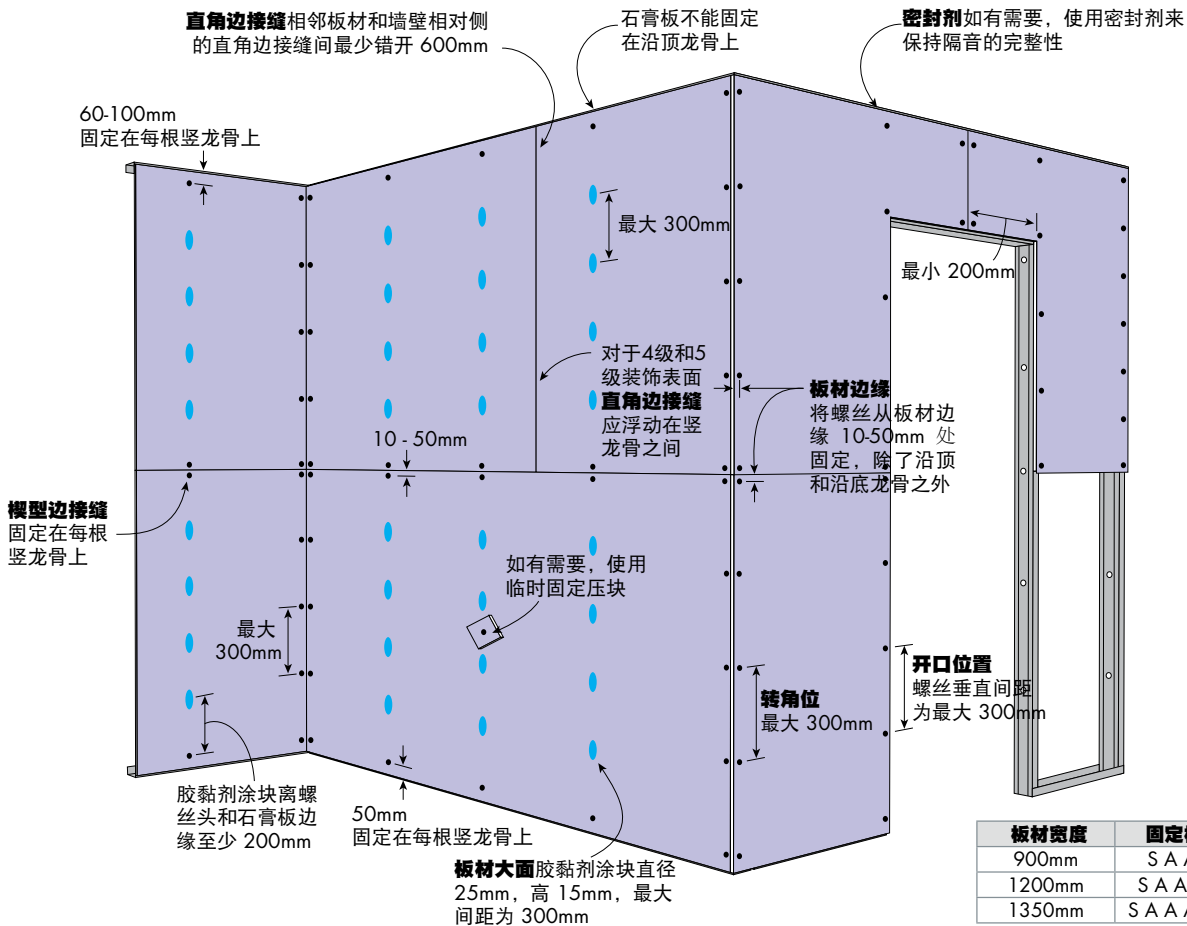 直角边接缝相邻板材和墙壁相对侧
的直角边接缝间最少错开 600mm
石膏板不能固定
在沿顶龙骨上
密封剂如有需要，使用密封剂来
保持隔音的完整性
60-100mm
固定在每根竖龙骨上
最大 300mm
最小 200mm
对于4级和5
级装饰表面
直角边接缝
应浮动在竖
龙骨之间
板材边缘
将螺丝从板材边
缘 10-50mm 处
固定，除了沿顶
和沿底龙骨之外
10 - 50mm
楔型边接缝
固定在每根
竖龙骨上
如有需要，使用
临时固定压块
最大
300mm
开口位置
螺丝垂直间距
为最大 300mm
转角位
最大 300mm
胶黏剂涂块离螺
丝头和石膏板边
缘至少 200mm
50mm
固定在每根竖龙骨上
板材大面胶黏剂涂块直径
25mm，高 15mm，最大
间距为 300mm
板材宽度 固定
900mm S A A
1200mm S A A
1350mm S A A A